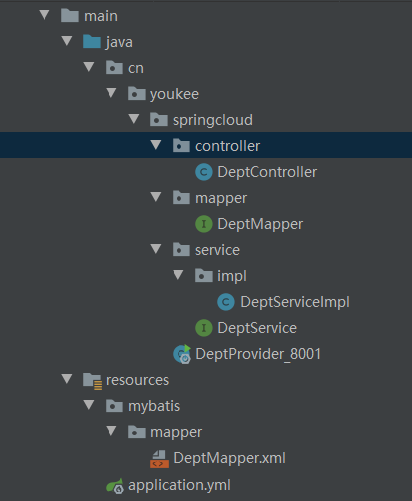 main
java
cn
youkee
springcloud
controller
DeptController
mapper
DeptMapper
service
impl
DeptServiceImpl
DeptService
DeptProvider_8001
resources
mybatis
mapper
DeptMapper.xml
application.yml